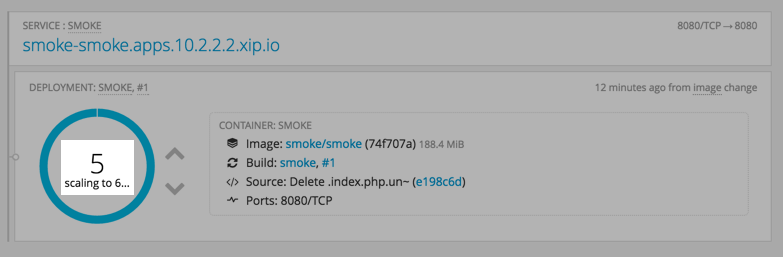 SERVICE : SMOKE
8080/TCP → 8080
smoke-smoke.apps.10.2.2.2.xip.io
DEPLOYMENT: SMOKE, #1
12 minutes ago from image change
5
scaling to 6...
CONTAINER: SMOKE
Image: smoke/smoke (74f707a) 188.4 MiB
Build: smoke, #1
</> Source: Delete .index.php.un~ (e198c6d)
Ports: 8080/TCP